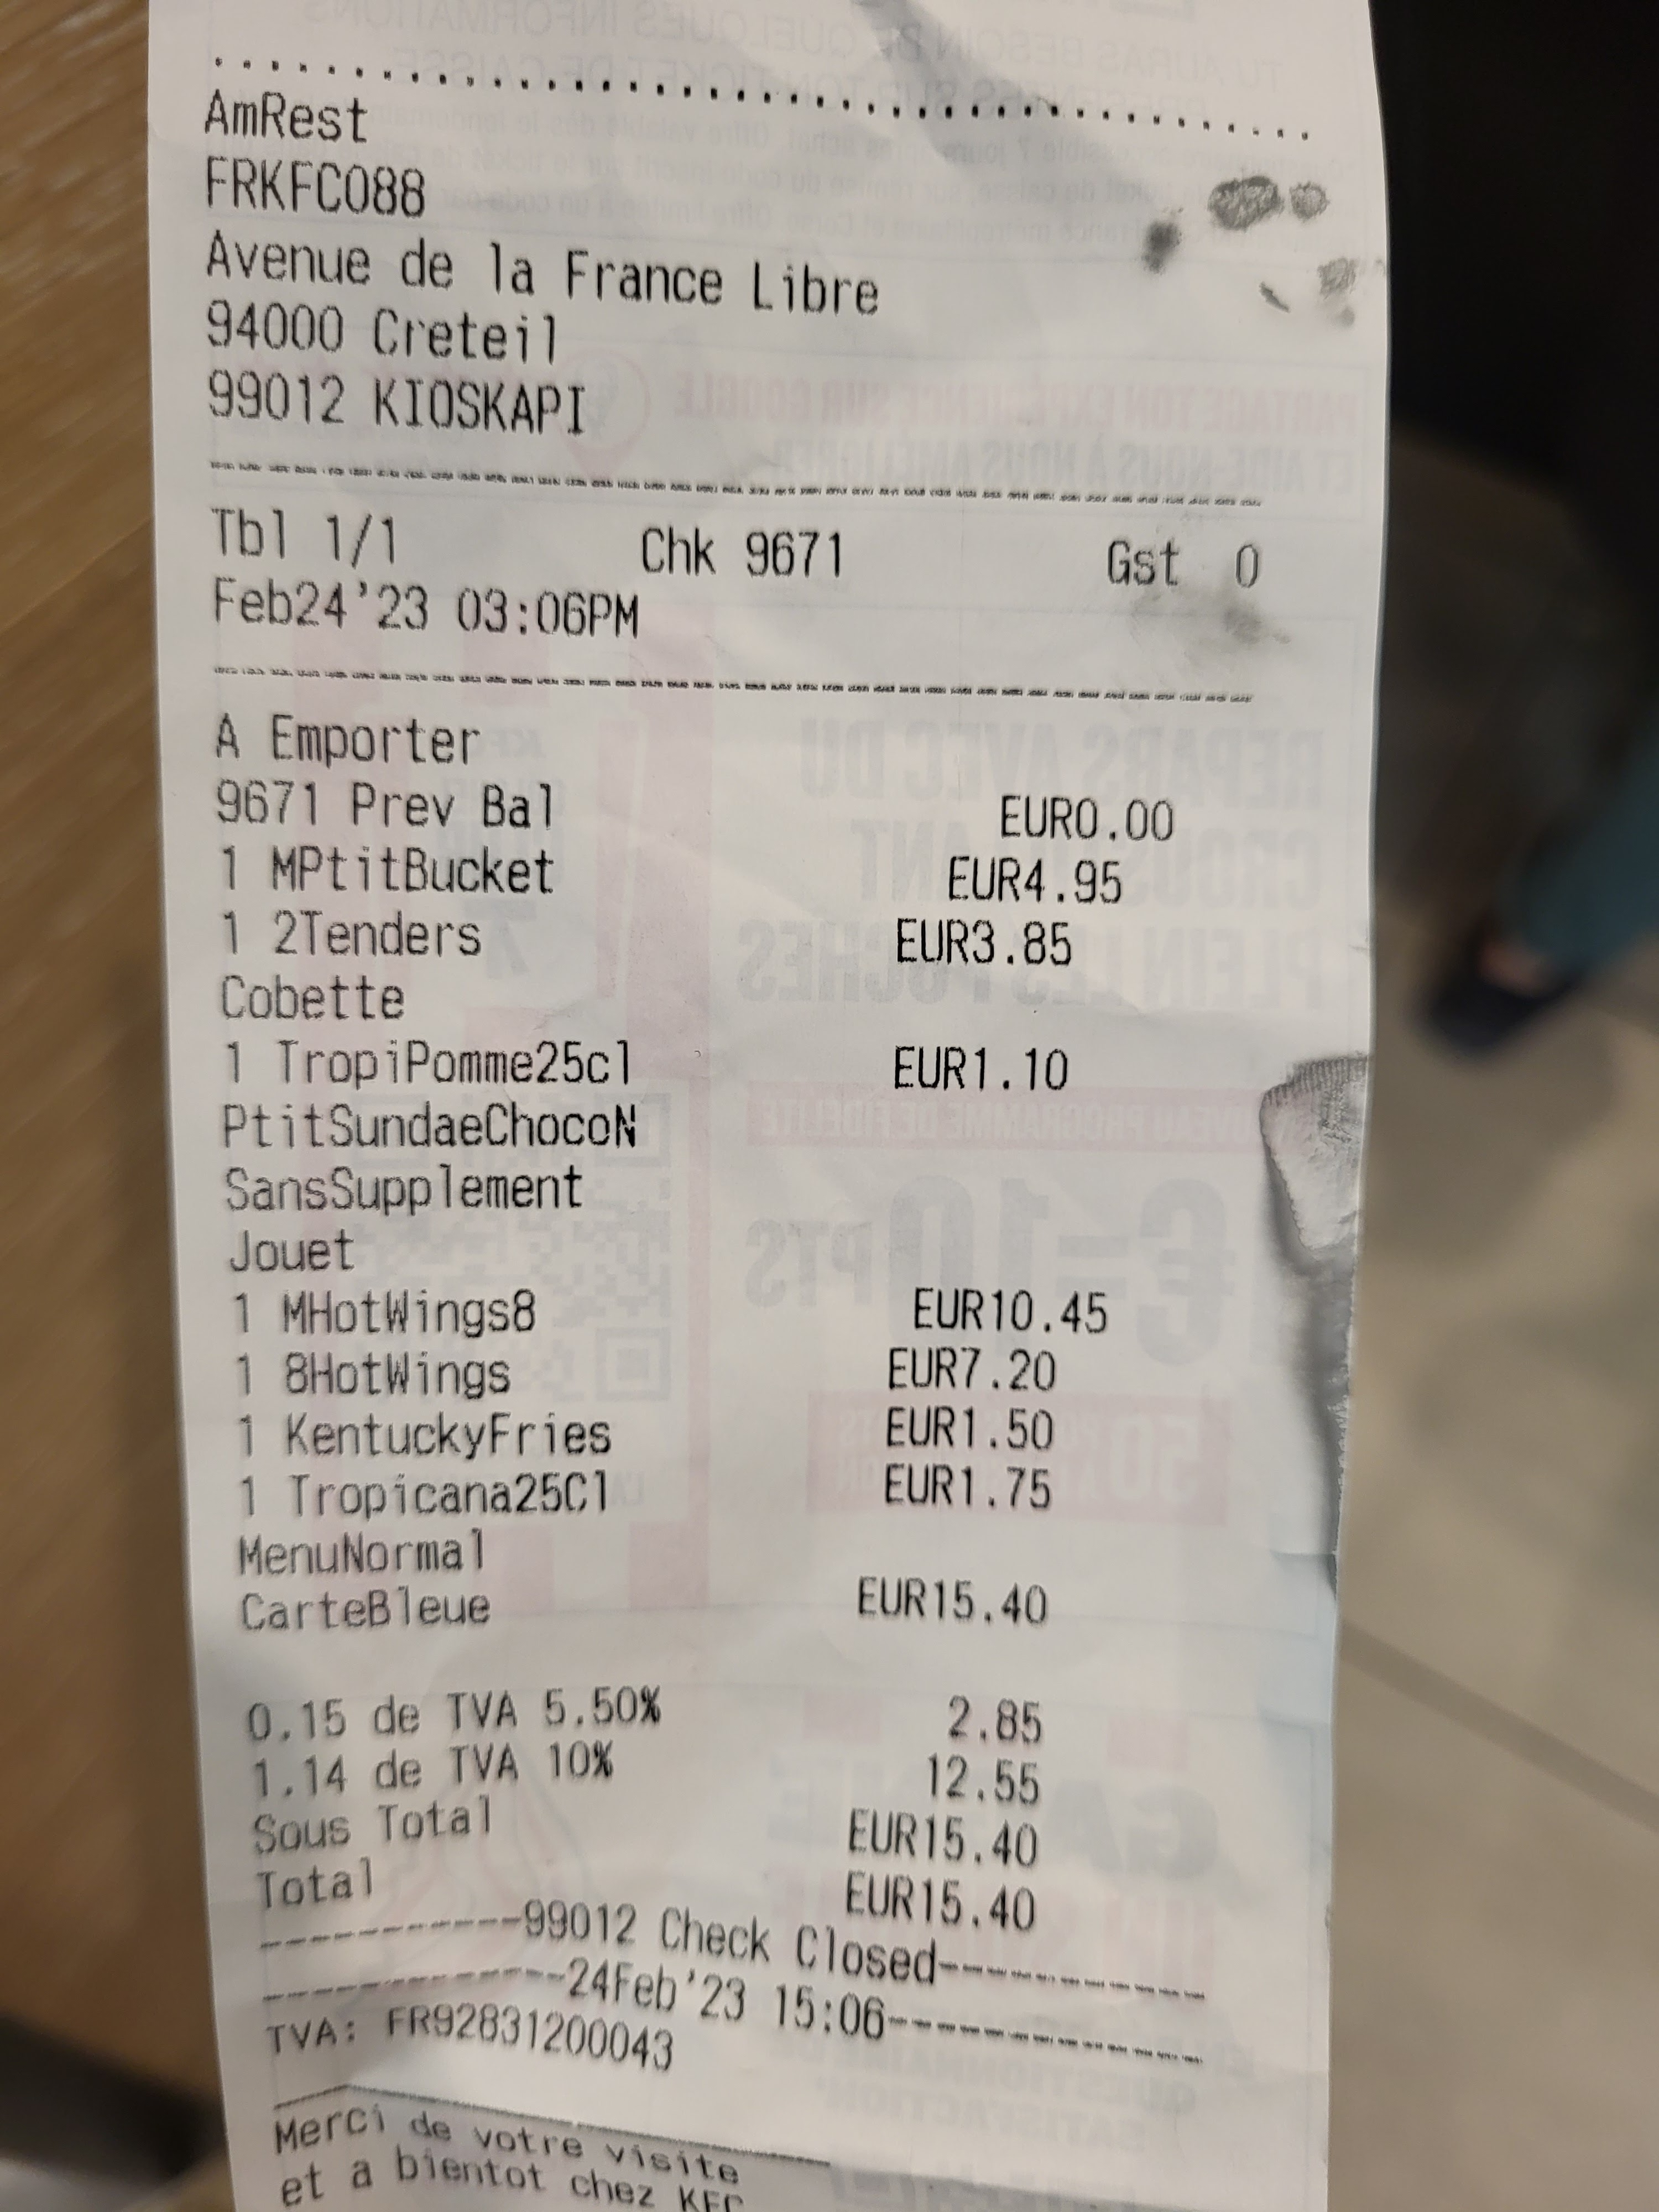 AmRest
FRKFC088
Avenue de la France Libre
94000 Creteil
99012 KIOSKAPI
Tbl 1/1 Chk 9671 Gst 0
Feb24'23 03:06PM
A Emporter
9671 Prev Bal EUR0.00
1 MPtitBucket EUR4.95
1 2Tenders EUR3.85
Cobette
1 TropiPomme25cl EUR1.10
PtitSundaeChocoN
SansSupplement
Jouet
1 MHotWings8 EUR10.45
1 8HotWings EUR7.20
1 KentuckyFries EUR1.50
1 Tropicana25Cl EUR1.75
MenuNormal
CarteBleue EUR15.40
0.15 de TVA 5.50% 2.85
1.14 de TVA 10% 12.55
Sous Total EUR15.40
Total EUR15.40
----------99012 Check Closed----------
-----------24Feb'23 15:06------------
TVA: FR92831200043
Merci de votre visite
et a bientot chez KFC